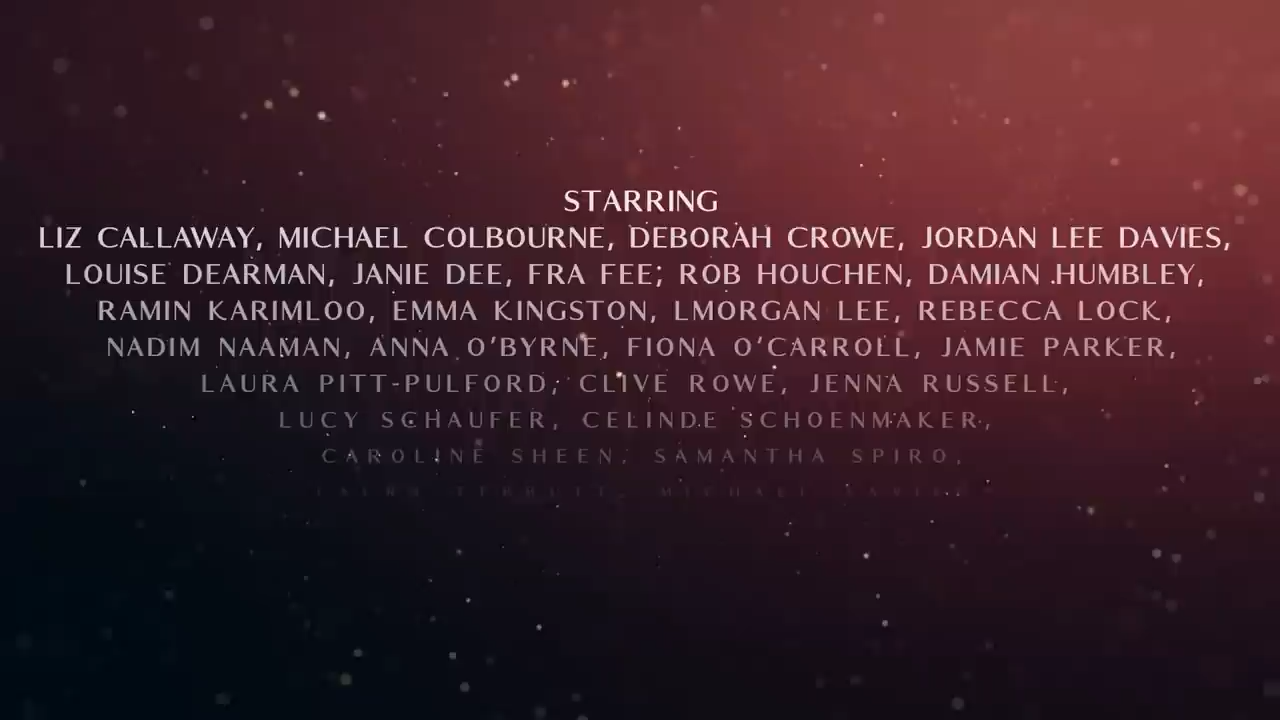 STARRING
LIZ CALLAWAY, MICHAEL COLBOURNE, DEBORAH CROWE, JORDAN LEE DAVIES,
LOUISE DEARMAN, JANIE DEE, FRA FEE, ROB HOUCHEN, DAMIAN HUMBLEY,
RAMIN KARIMLOO, EMMA KINGSTON, LMORGAN LEE, REBECCA LOCK,
NADIM NAAMAN, ANNA O'BYRNE, FIONA O'CARROLL, JAMIE PARKER,
LAURA PITT-PULFORD, CLIVE ROWE, JENNA RUSSELL,
LUCY SCHAUFER, CELINDE SCHOENMAKER,
CAROLINE SHEEN, SAMANTHA SPIRO,
MICHAEL